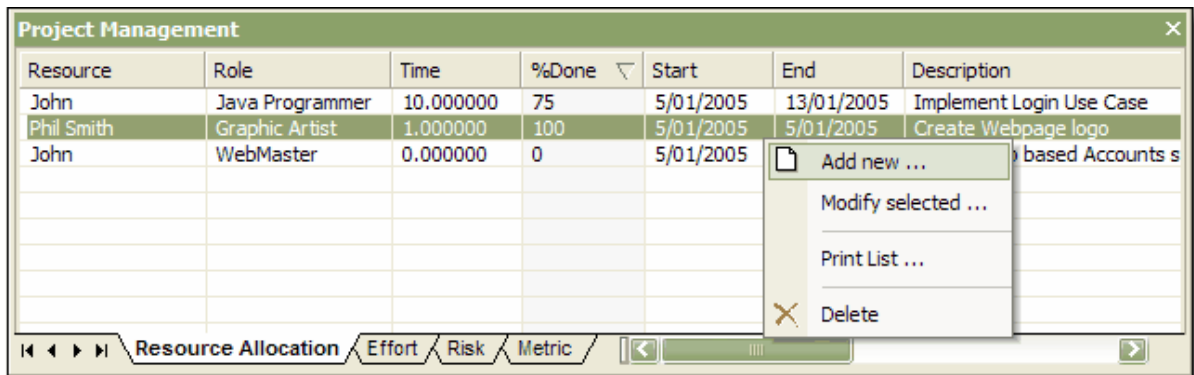 Project Management
Resource Role Time %Done Start End Description
John Java Programmer 10.000000 75 5/01/2005 13/01/2005 Implement Login Use Case
Phil Smith Graphic Artist 1.000000 100 5/01/2005 5/01/2005 Create Webpage logo
John WebMaster 0.000000 0 5/01/2005 based Accounts s
Add new ...
Modify selected ...
Print List ...
Delete
Resource Allocation Effort Risk Metric